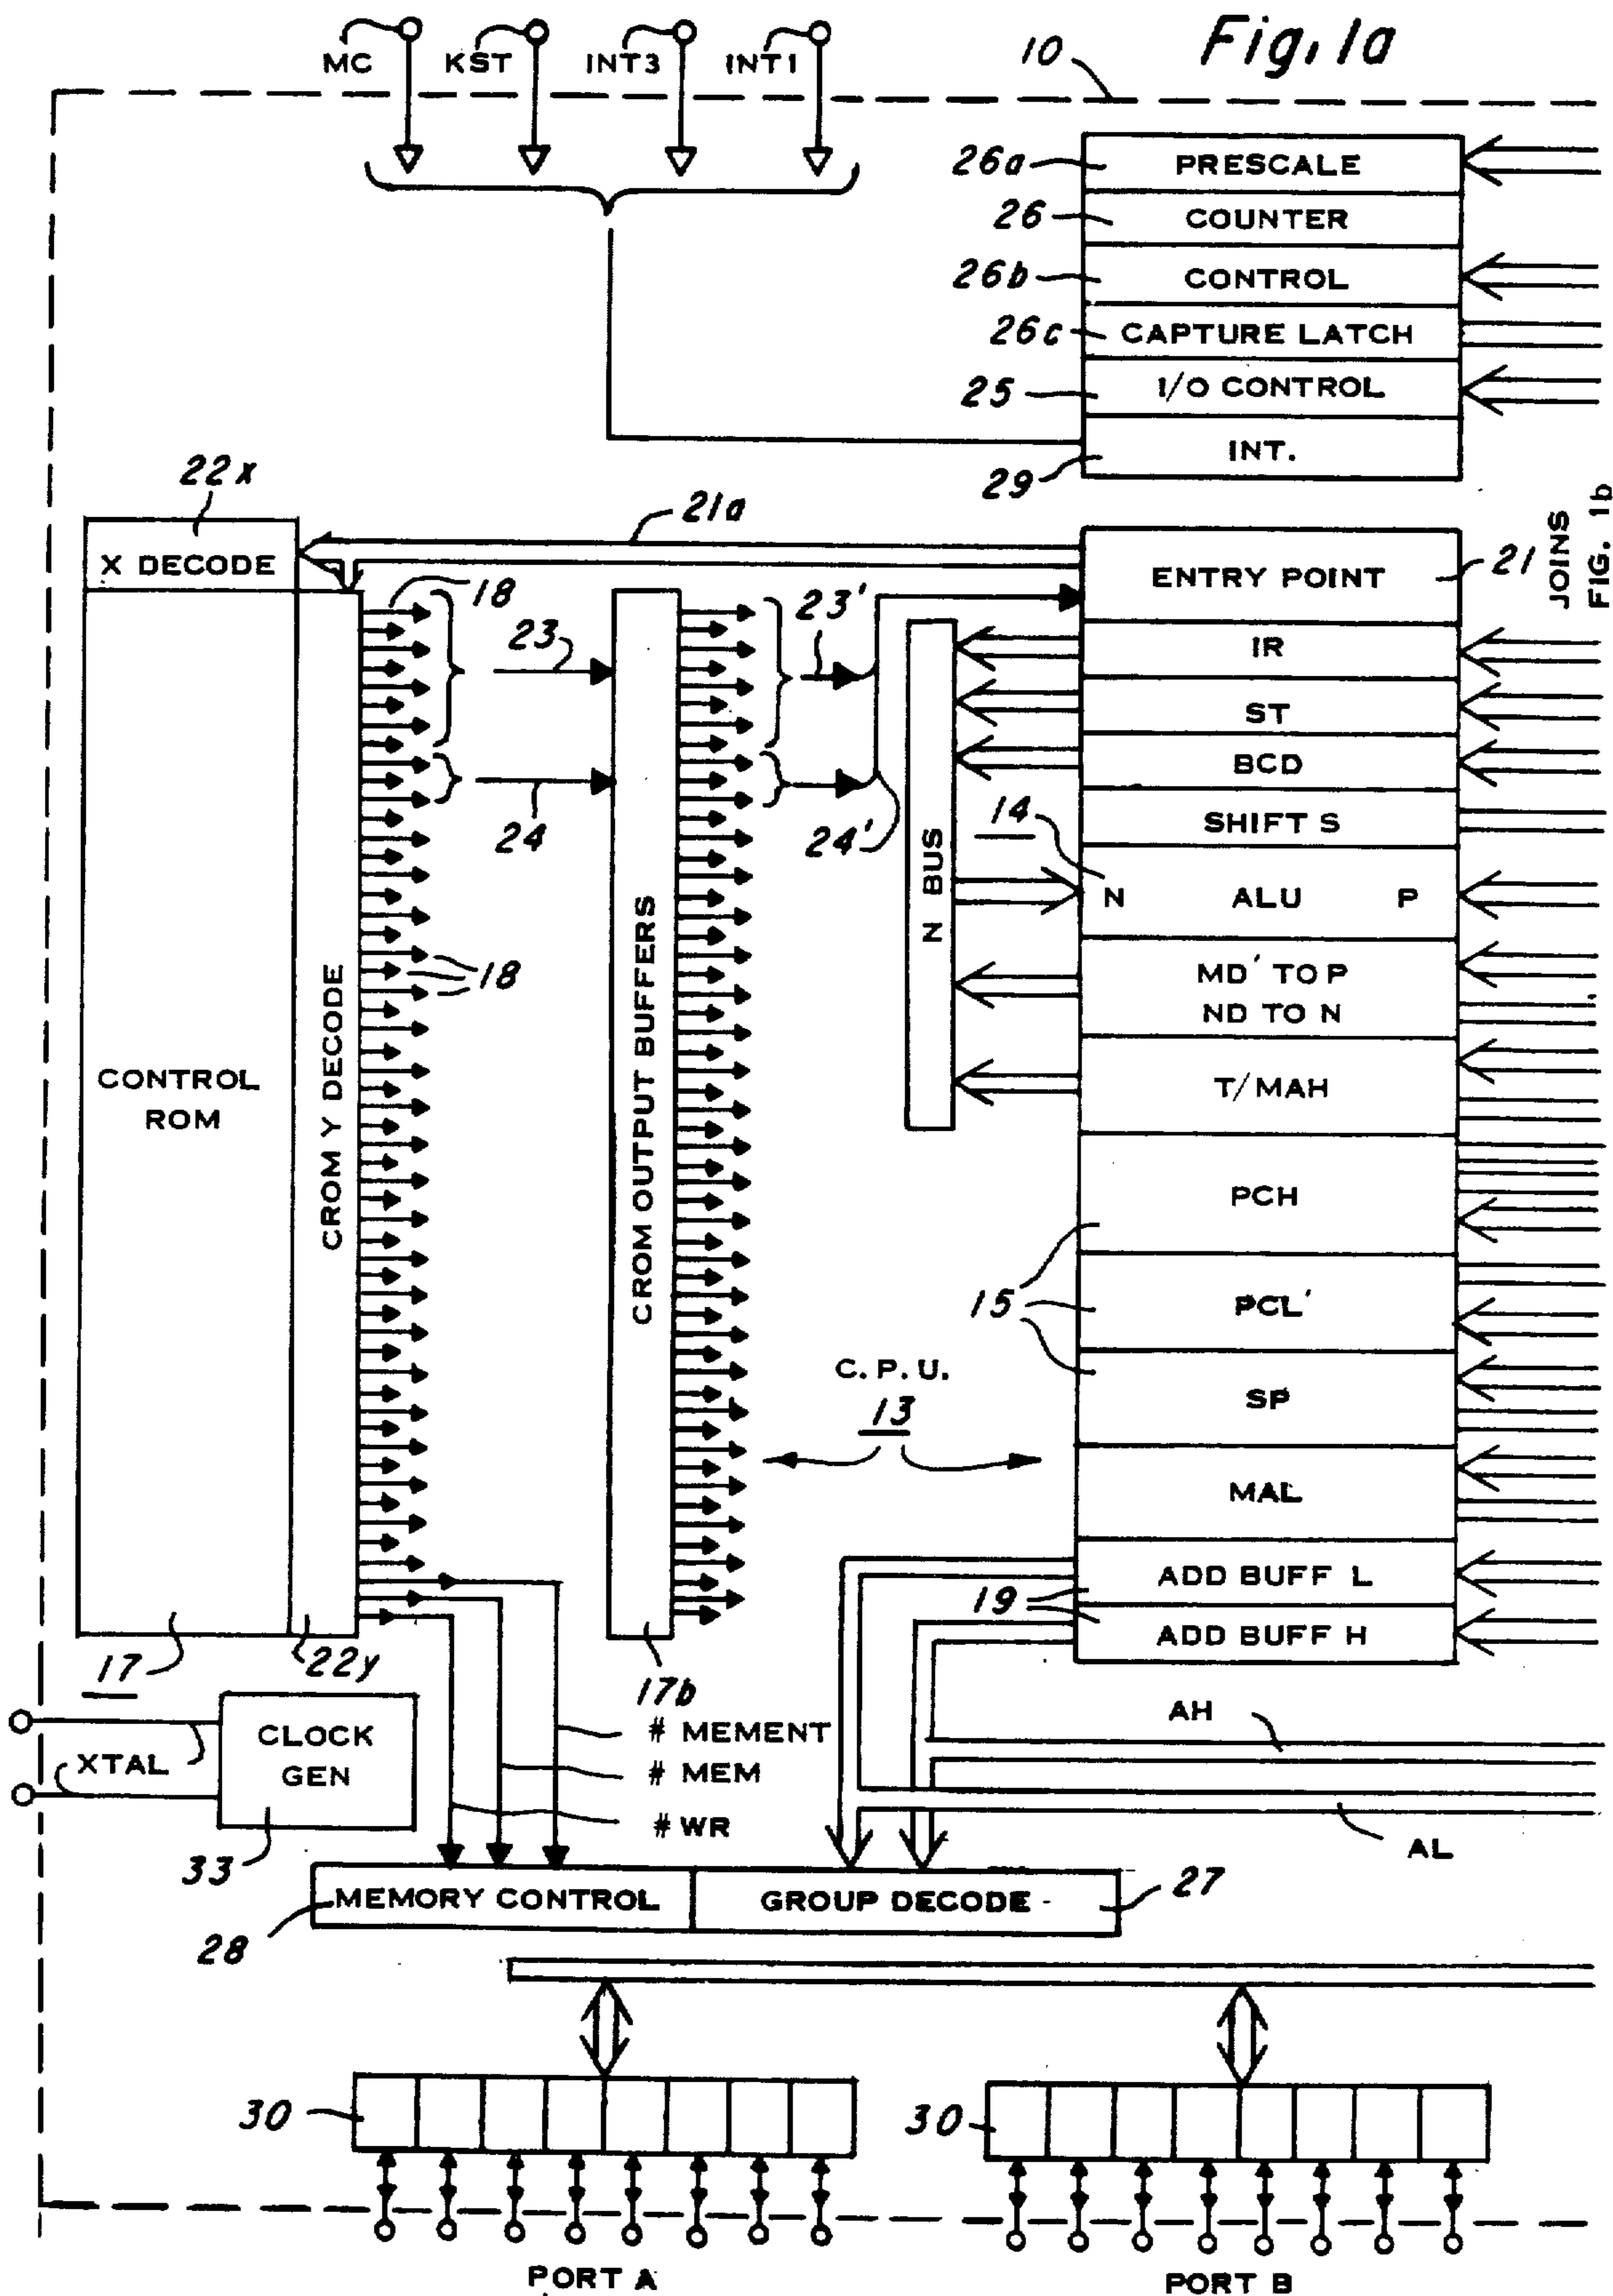 Fig. 1a
10
MC
KST
INT3
INT1
26a
PRESCALE
26
COUNTER
26b
CONTROL
26c
CAPTURE LATCH
25
I/O CONTROL
29
INT.
JOINS
FIG. 1b
22x
X DECODE
21a
ENTRY POINT
21
18
23
23'
24
24'
IR
ST
BCD
SHIFT S
14
N
ALU
P
N BUS
MD' TO P
ND TO N
T/MAH
18
CONTROL
ROM
CROM Y DECODE
CROM OUTPUT BUFFERS
PCH
15
PCL'
SP
C.P.U.
13
MAL
ADD BUFF L
19
ADD BUFF H
17
17
22y
17b
# MEMENT
# MEM
# WR
AH
AL
XTAL
CLOCK
GEN
33
MEMORY CONTROL
GROUP DECODE
27
28
30
30
PORT A
PORT B